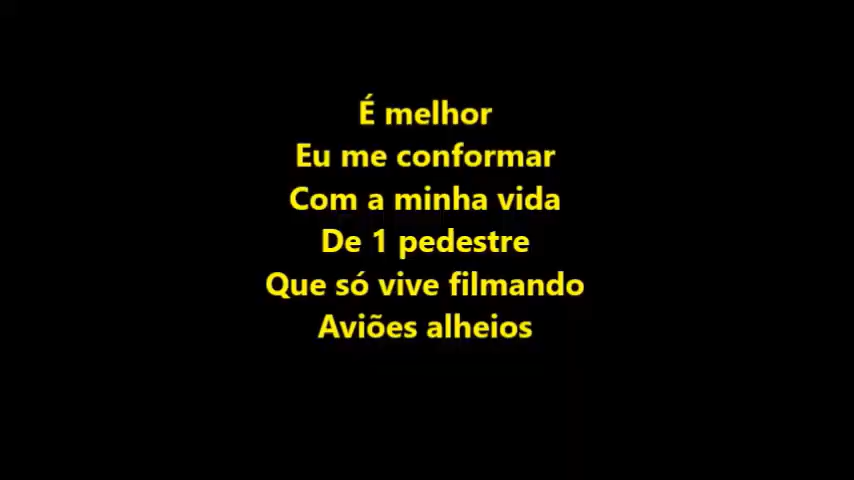 É melhor
Eu me conformar
Com a minha vida
De 1 pedestre
Que só vive filmando
Aviões alheios